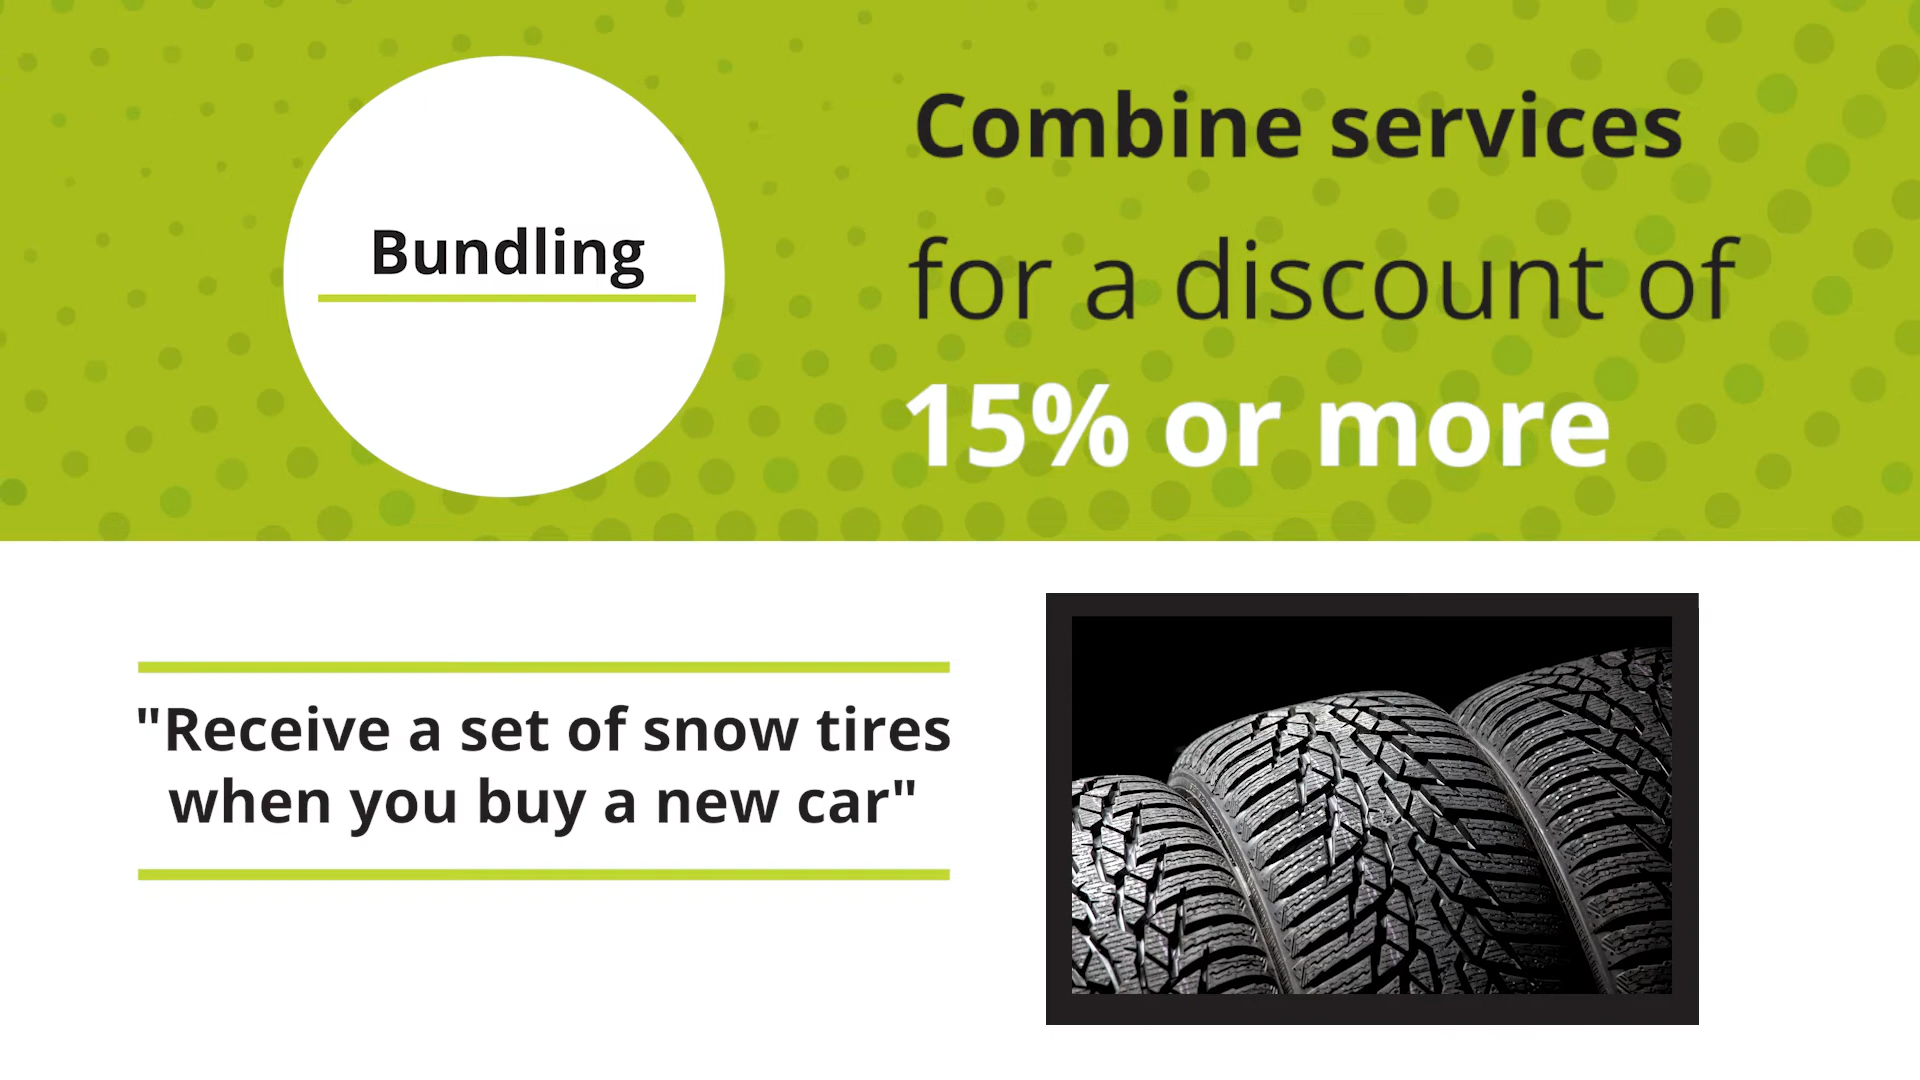 Bundling
Combine services
for a discount of
15% or more
"Receive a set of snow tires
when you buy a new car"